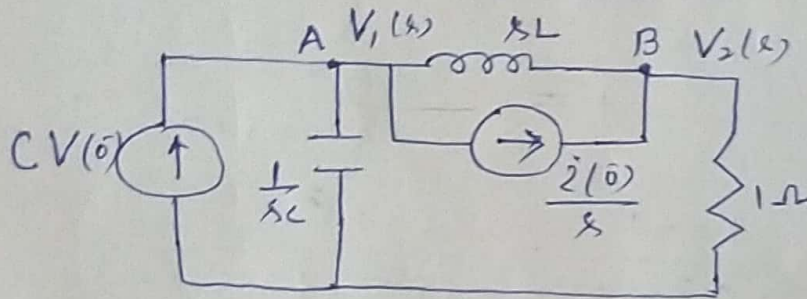 A V₁(s) sL B V₂(s)
CV(0⁻)
1/sC
i(0⁻)/s
1Ω